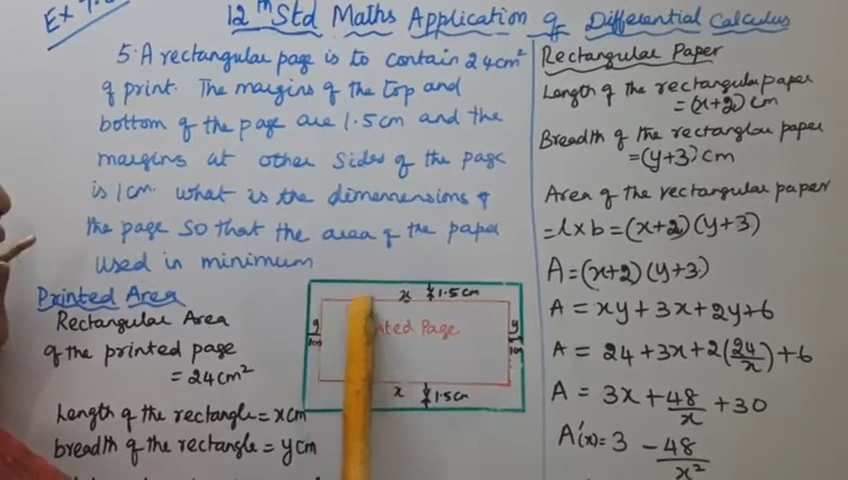 12th Std Maths Application of Differential Calculus
5. A rectangular page is to contain 24cm²
of print. The margins of the top and
bottom of the page are 1.5cm and the
margins at other sides of the page
is 1cm. what is the dimemnensions of
the page so that the area of the paper
used is minimum
Printed Area
Rectangular Area
of the printed page
= 24cm²
Length of the rectangle = x cm
breadth of the rectangle = y cm
x 1.5cm
y
1cm
Page
y
1cm
x 1.5cm
Rectangular Paper
Length of the rectangular paper
= (x+2) cm
Breadth of the rectanglar paper
= (y+3) cm
Area of the rectangular paper
= l x b = (x+2) (y+3)
A = (x+2) (y+3)
A = xy + 3x + 2y + 6
A = 24 + 3x + 2(24/x) + 6
A = 3x + 48/x + 30
A'(x) = 3 - 48/x²